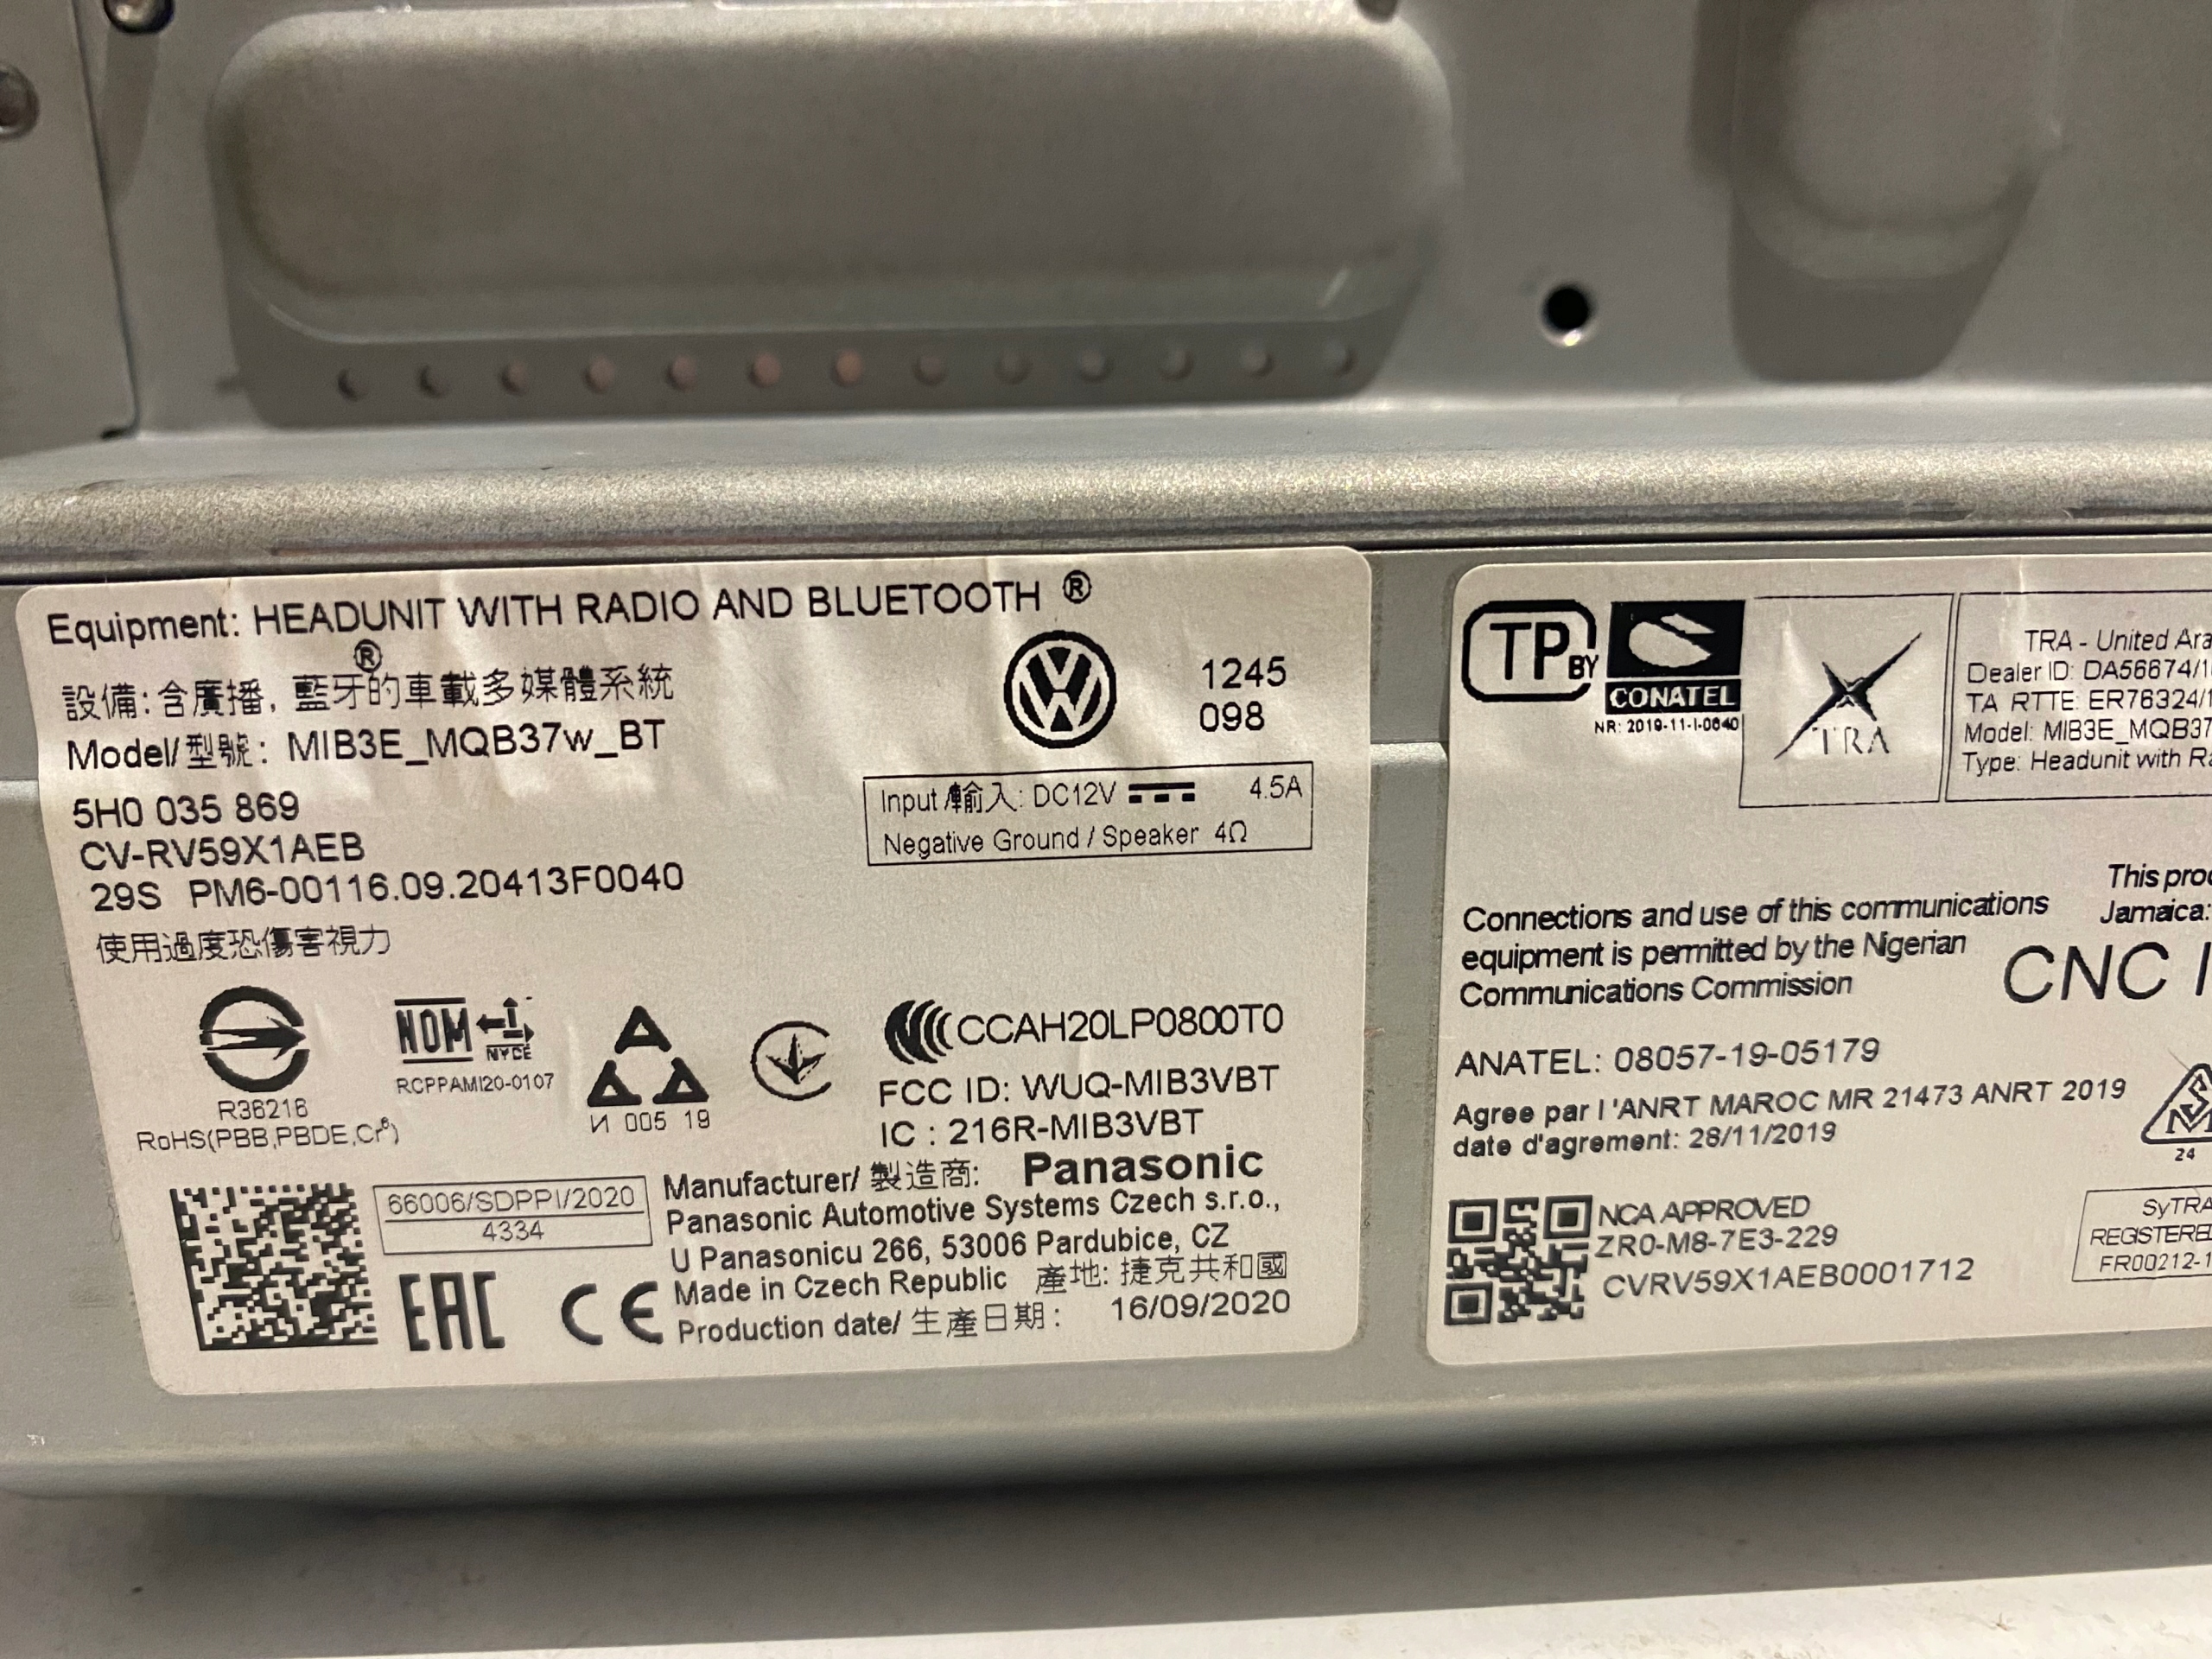 Equipment: HEADUNIT WITH RADIO AND BLUETOOTH ®
設備:含廣播, 藍牙®的車載多媒體系統
Model/型號: MIB3E_MQB37w_BT
1245
098
5H0 035 869
CV-RV59X1AEB
29S PM6-00116.09.20413F0040
使用過度恐傷害視力
Input /輸入: DC12V 4.5A
Negative Ground / Speaker 4Ω
R36216
RoHS(PBB,PBDE,Cr⁶)
NOM
NYCE
RCPPAMI20-0107
И 005 19
CCAH20LP0800T0
FCC ID: WUQ-MIB3VBT
IC : 216R-MIB3VBT
66006/SDPPI/2020
4334
EAC CE
Manufacturer/ 製造商: Panasonic
Panasonic Automotive Systems Czech s.r.o.,
U Panasonicu 266, 53006 Pardubice, CZ
Made in Czech Republic 產地: 捷克共和國
Production date/ 生產日期: 16/09/2020
TP BY
CONATEL
NR: 2019-11-I-0640
TRA
TRA - United Ara
Dealer ID: DA56674/1
TA RTTE: ER76324/1
Model: MIB3E_MQB37
Type: Headunit with Ra
Connections and use of this communications
equipment is permitted by the Nigerian
Communications Commission
This prod
Jamaica:
CNC I
ANATEL: 08057-19-05179
Agree par l'ANRT MAROC MR 21473 ANRT 2019
date d'agrement: 28/11/2019
24
NCA APPROVED
ZR0-M8-7E3-229
CVRV59X1AEB0001712
SyTRA
REGISTERED
FR00212-1